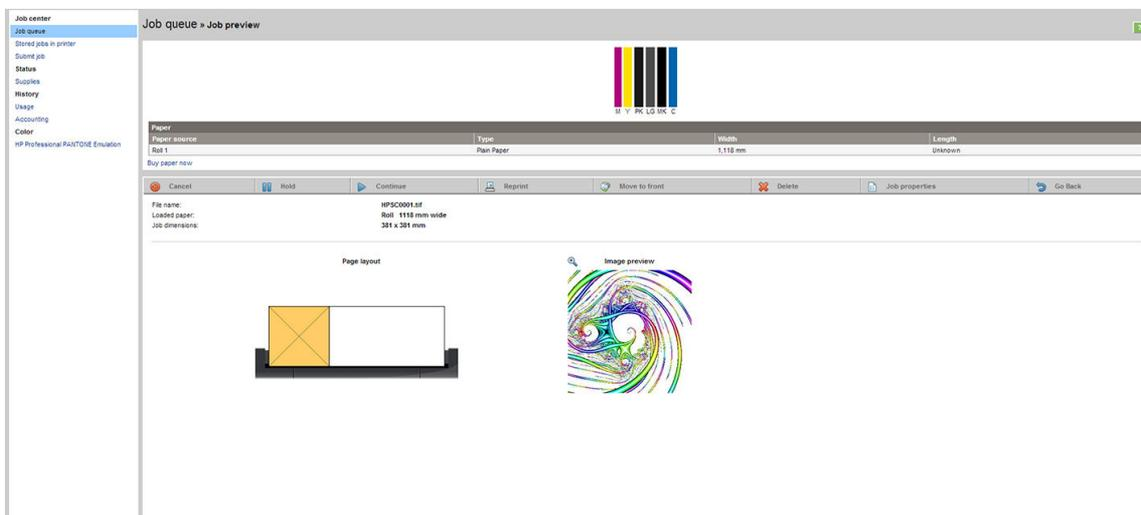 Job center
Job queue
Stored jobs in printer
Submit job
Status
Supplies
History
Usage
Accounting
Color
HP Professional PANTONE Emulation
Job queue » Job preview
M Y PK LG MK C
Paper
Paper source Type Width Length
Roll 1 Plain Paper 1,118 mm Unknown
Buy paper now
Cancel Hold Continue Reprint Move to front Delete Job properties Go Back
File name: HPSC0001.tif
Loaded paper: Roll 1118 mm wide
Job dimensions: 381 x 381 mm
Page layout Image preview